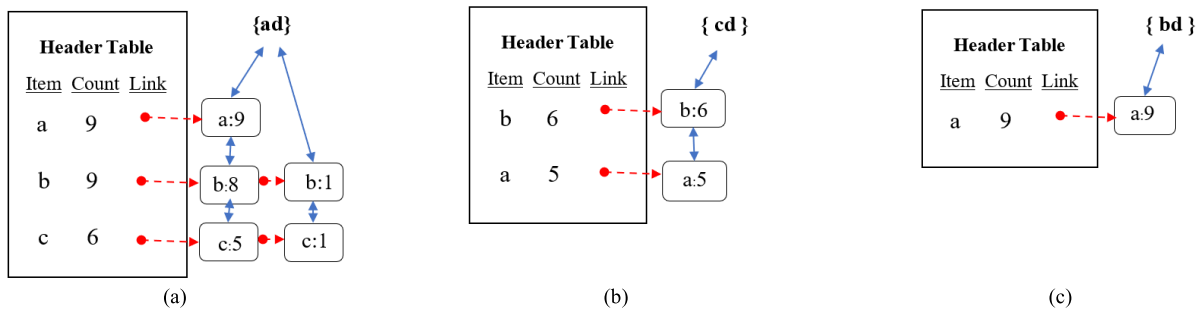 {ad}
Header Table
Item Count Link
a 9
a:9
b 9
b:8
b:1
c 6
c:5
c:1
(a)
{ cd }
Header Table
Item Count Link
b 6
b:6
a 5
a:5
(b)
{ bd }
Header Table
Item Count Link
a 9
a:9
(c)